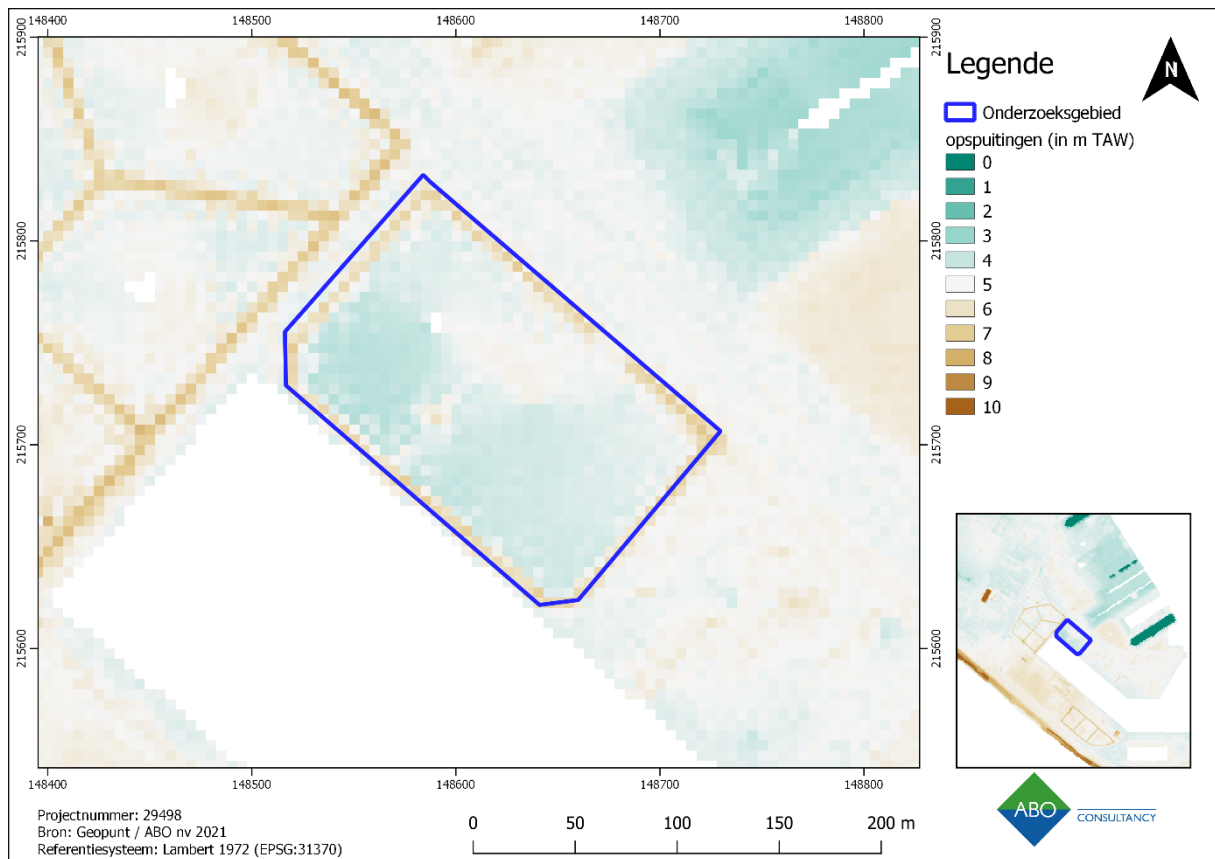 148400 148500 148600 148700 148800
215900
215800
215700
215600
215900
215800
215700
215600
148400 148500 148600 148700 148800
Legende
N
Onderzoeksgebied
opspuitingen (in m TAW)
0
1
2
3
4
5
6
7
8
9
10
ABO
CONSULTANCY
Projectnummer: 29498
Bron: Geopunt / ABO nv 2021
Referentiesysteem: Lambert 1972 (EPSG:31370)
0 50 100 150 200 m